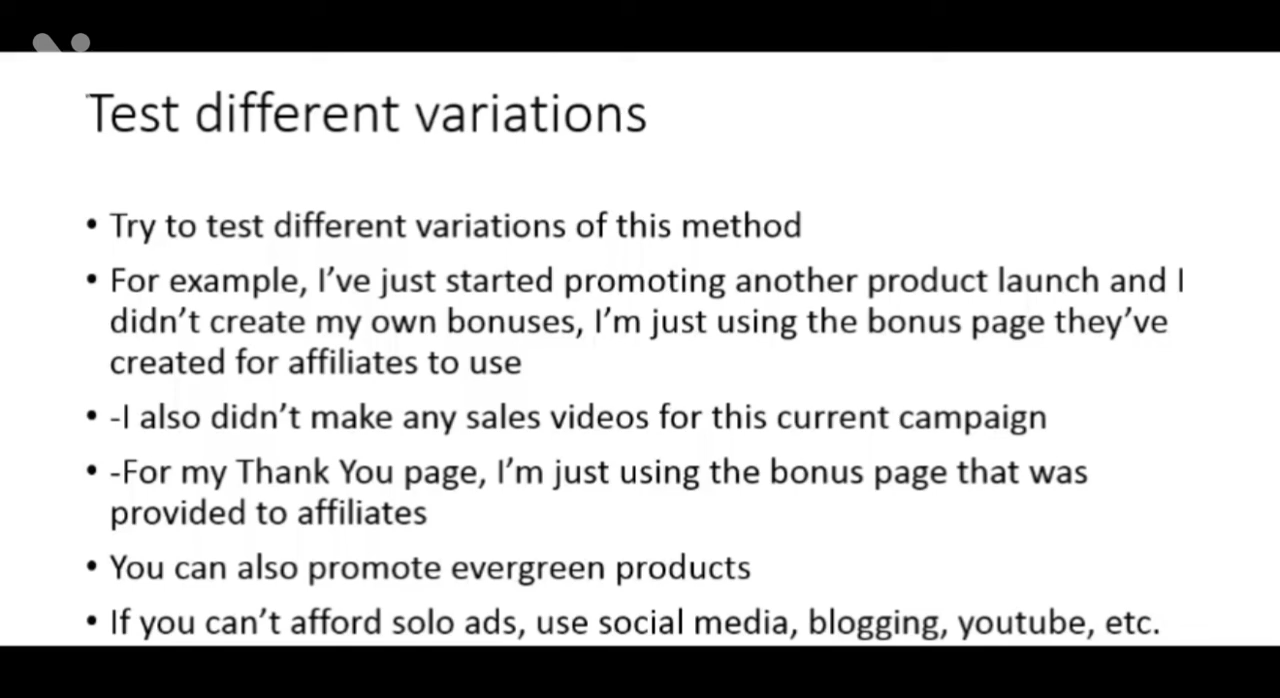 Test different variations
• Try to test different variations of this method
• For example, I've just started promoting another product launch and I
didn't create my own bonuses, I'm just using the bonus page they've
created for affiliates to use
• -I also didn't make any sales videos for this current campaign
• -For my Thank You page, I'm just using the bonus page that was
provided to affiliates
• You can also promote evergreen products
• If you can't afford solo ads, use social media, blogging, youtube, etc.